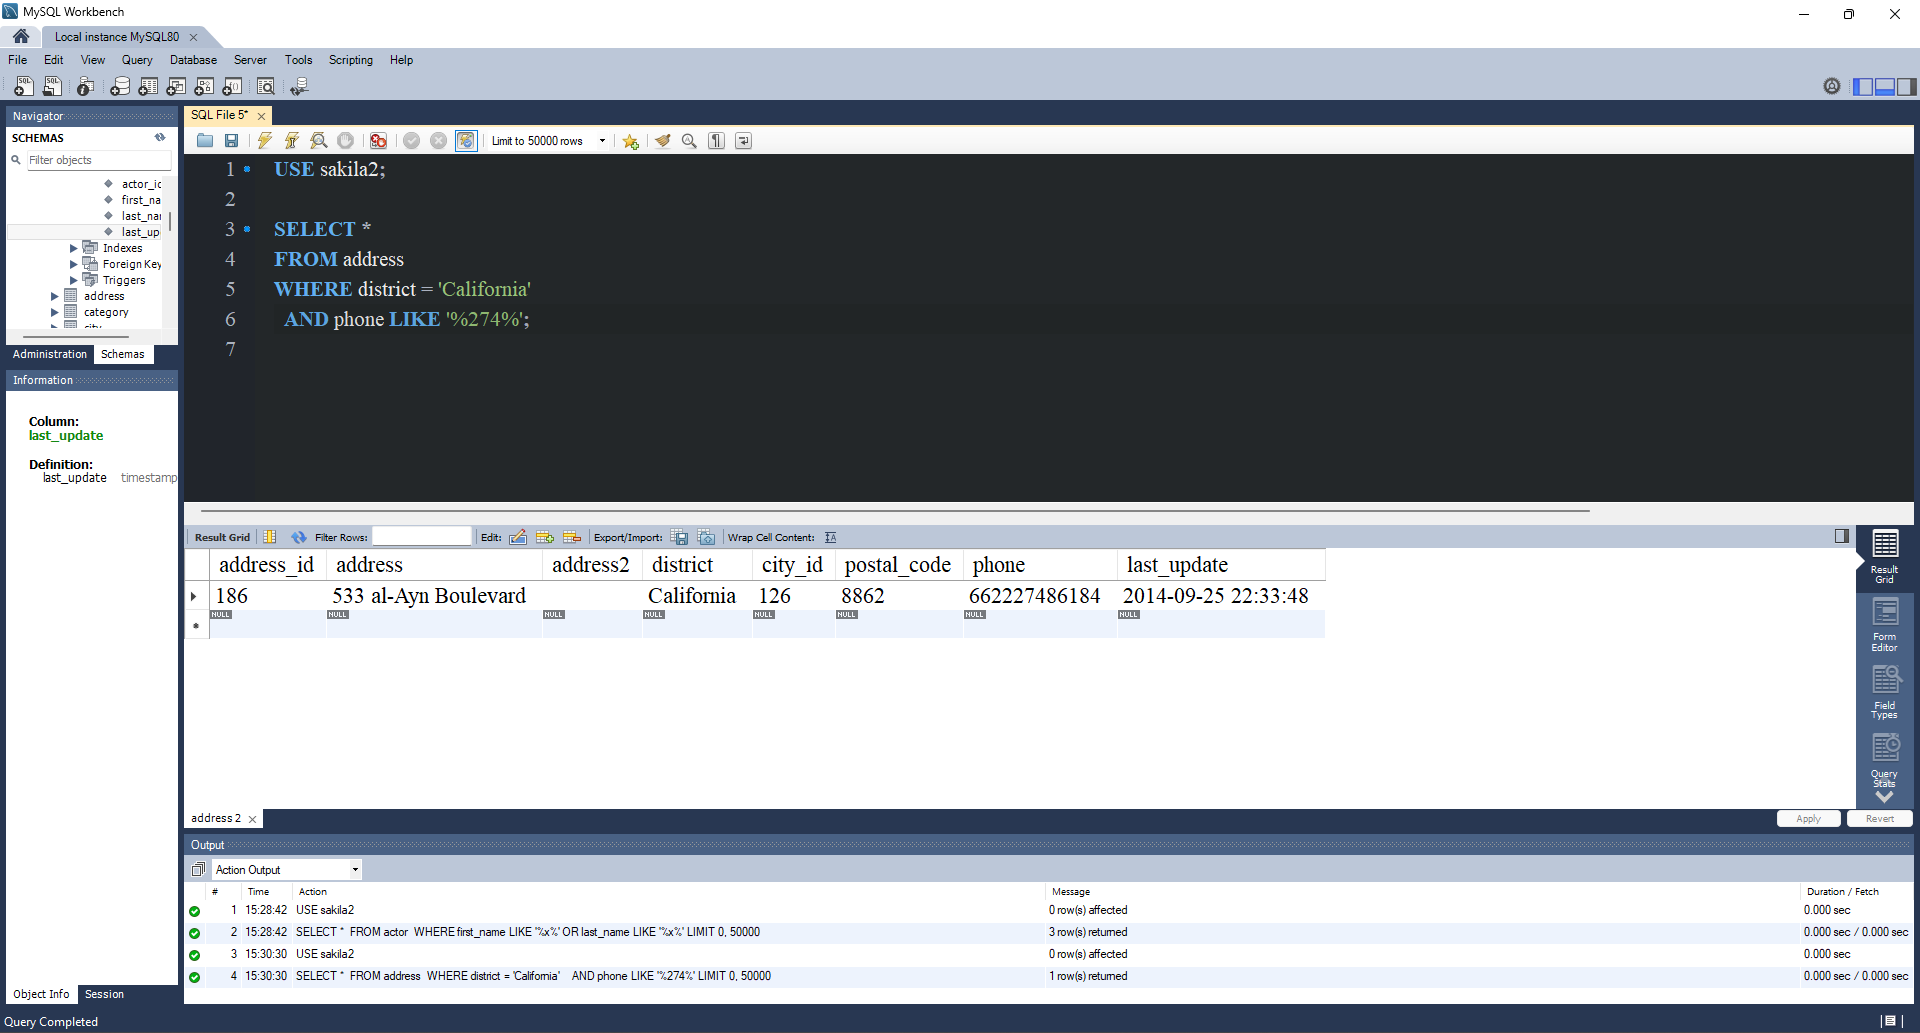 MySQL Workbench
Local instance MySQL80
File Edit View Query Database Server Tools Scripting Help
Navigator
SCHEMAS
Filter objects
actor_ic
first_na
last_nar
last_up
Indexes
Foreign Key
Triggers
address
category
city
Administration Schemas
Information
Column:
last_update
Definition:
last_update timestamp
Object Info Session
SQL File 5*
Limit to 50000 rows
1 USE sakila2;
2
3 SELECT *
4 FROM address
5 WHERE district = 'California'
6 AND phone LIKE '%274%';
7
Result Grid Filter Rows: Edit: Export/Import: Wrap Cell Content:
address_id address address2 district city_id postal_code phone last_update
186 533 al-Ayn Boulevard California 126 8862 662227486184 2014-09-25 22:33:48
NULL NULL NULL NULL NULL NULL NULL NULL
Result
Grid
Form
Editor
Field
Types
Query
Stats
address 2
Apply Revert
Output
Action Output
# Time Action Message Duration / Fetch
1 15:28:42 USE sakila2 0 row(s) affected 0.000 sec
2 15:28:42 SELECT * FROM actor WHERE first_name LIKE '%x%' OR last_name LIKE '%x%' LIMIT 0, 50000 3 row(s) returned 0.000 sec / 0.000 sec
3 15:30:30 USE sakila2 0 row(s) affected 0.000 sec
4 15:30:30 SELECT * FROM address WHERE district = 'California' AND phone LIKE '%274%' LIMIT 0, 50000 1 row(s) returned 0.000 sec / 0.000 sec
Query Completed